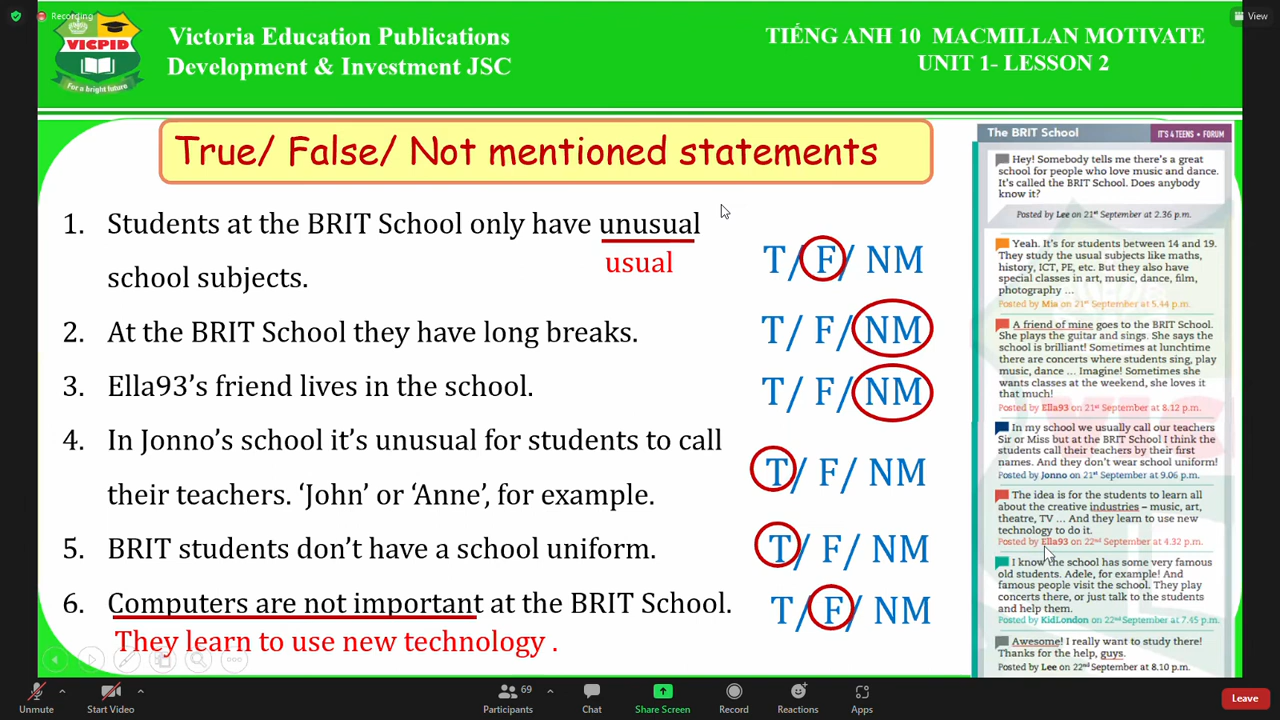 Recording
View
VICPID
For a bright future
Victoria Education Publications
Development & Investment JSC
TIẾNG ANH 10 MACMILLAN MOTIVATE
UNIT 1- LESSON 2
True/ False/ Not mentioned statements
1. Students at the BRIT School only have unusual
usual
school subjects.
T/ F/ NM
2. At the BRIT School they have long breaks.
T/ F/ NM
3. Ella93’s friend lives in the school.
T/ F/ NM
4. In Jonno’s school it’s unusual for students to call
their teachers. ‘John’ or ‘Anne’, for example.
T/ F/ NM
5. BRIT students don’t have a school uniform.
T/ F/ NM
6. Computers are not important at the BRIT School.
T/ F/ NM
They learn to use new technology .
The BRIT School
IT'S 4 TEENS • FORUM
Hey! Somebody tells me there's a great
school for people who love music and dance.
It's called the BRIT School. Does anybody
know it?
Posted by Lee on 21st September at 2.36 p.m.
Yeah. It's for students between 14 and 19.
They study the usual subjects like maths,
history, ICT, PE, etc. But they also have
special classes in art, music, dance, film,
photography ...
Posted by Mia on 21st September at 5.44 p.m.
A friend of mine goes to the BRIT School.
She plays the guitar and sings. She says the
school is brilliant! Sometimes at lunchtime
there are concerts where students sing, play
music, dance ... Imagine! Sometimes she
wants classes at the weekend, she loves it
that much!
Posted by Ella93 on 21st September at 8.12 p.m.
In my school we usually call our teachers
Sir or Miss but at the BRIT School I think the
students call their teachers by their first
names. And they don't wear school uniform!
Posted by Jonno on 21st September at 9.06 p.m.
The idea is for the students to learn all
about the creative industries – music, art,
theatre, TV ... And they learn to use new
technology to do it.
Posted by Ella93 on 22nd September at 4.32 p.m.
I know the school has some very famous
old students. Adele, for example! And
famous people visit the school. They play
concerts there, or just talk to the students
and help them.
Posted by KidLondon on 22nd September at 7.45 p.m.
Awesome! I really want to study there!
Thanks for the help, guys.
Posted by Lee on 22nd September at 8.10 p.m.
Unmute
Start Video
69
Participants
Chat
Share Screen
Record
Reactions
Apps
Leave